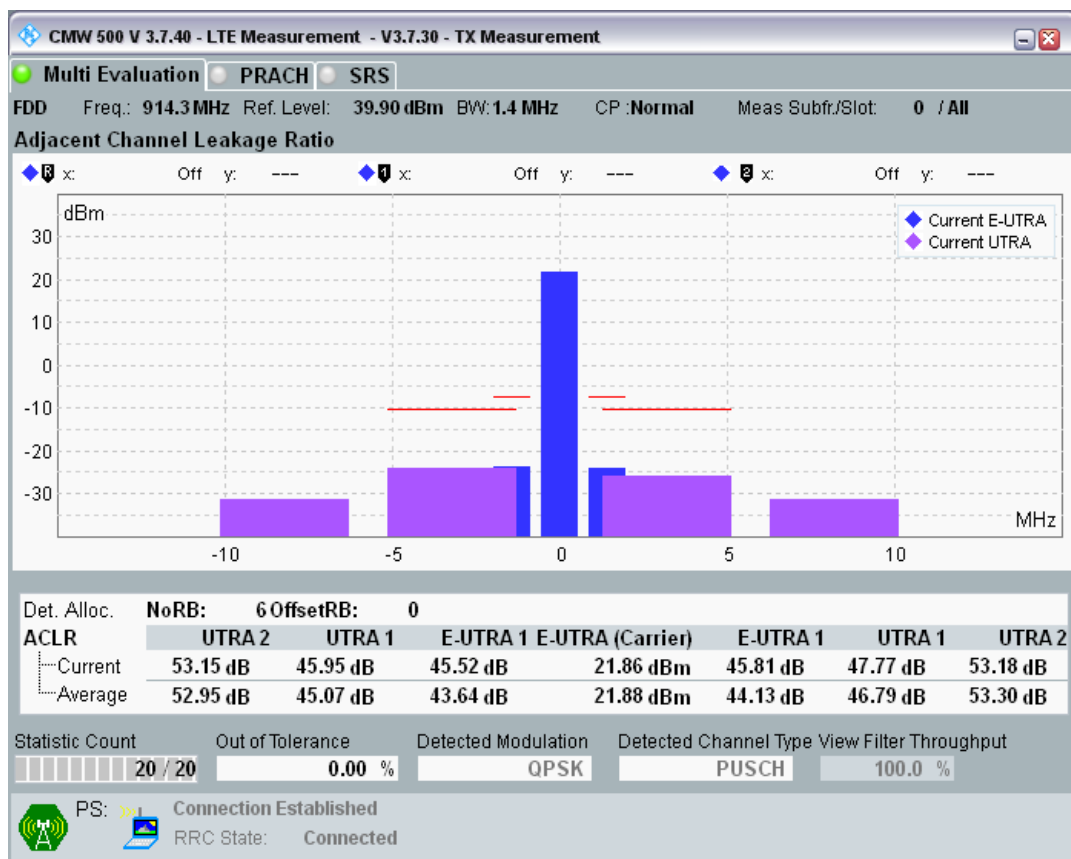 CMW 500 V 3.7.40 - LTE Measurement - V3.7.30 - TX Measurement
Multi Evaluation PRACH SRS
FDD Freq.: 914.3 MHz Ref. Level: 39.90 dBm BW: 1.4 MHz CP :Normal Meas Subfr./Slot: 0 / All
Adjacent Channel Leakage Ratio
R x: Off y: --- 1 x: Off y: --- 2 x: Off y: ---
dBm
Current E-UTRA
Current UTRA
30
20
10
0
-10
-20
-30
MHz
-10 -5 0 5 10
Det. Alloc. NoRB: 6 OffsetRB: 0
ACLR UTRA 2 UTRA 1 E-UTRA 1 E-UTRA (Carrier) E-UTRA 1 UTRA 1 UTRA 2
Current 53.15 dB 45.95 dB 45.52 dB 21.86 dBm 45.81 dB 47.77 dB 53.18 dB
Average 52.95 dB 45.07 dB 43.64 dB 21.88 dBm 44.13 dB 46.79 dB 53.30 dB
Statistic Count Out of Tolerance Detected Modulation Detected Channel Type View Filter Throughput
20 / 20 0.00 % QPSK PUSCH 100.0 %
PS: Connection Established
RRC State: Connected